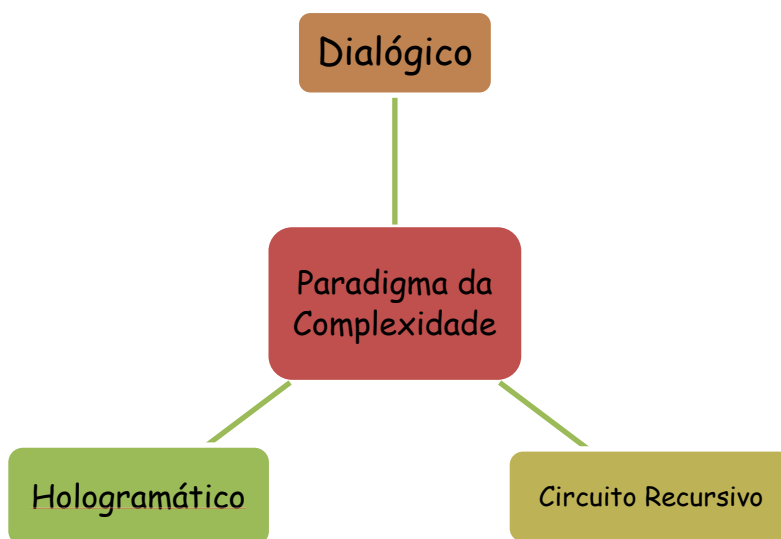 Dialógico
Paradigma da
Complexidade
Hologramático
Circuito Recursivo